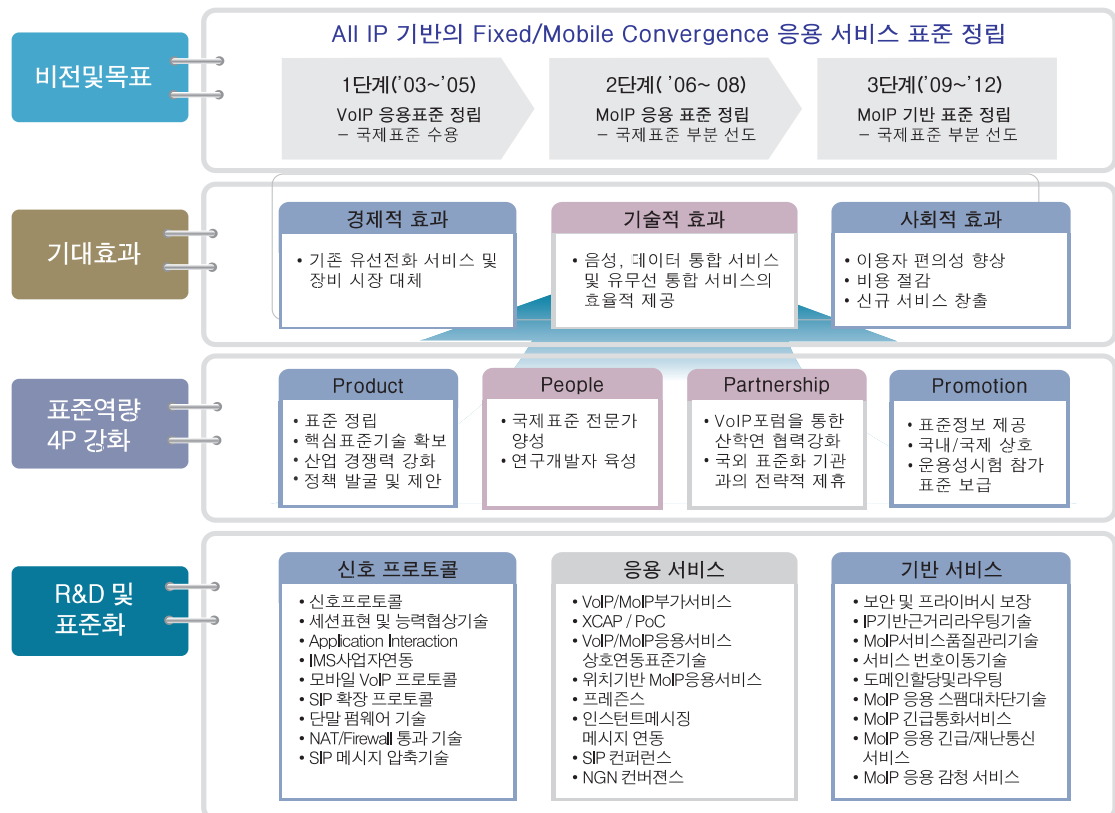 비전및목표
All IP 기반의 Fixed/Mobile Convergence 응용 서비스 표준 정립
1단계('03~'05)
VoIP 응용표준 정립
- 국제표준 수용
2단계( '06~ 08)
MoIP 응용 표준 정립
- 국제표준 부분 선도
3단계('09~'12)
MoIP 기반 표준 정립
- 국제표준 부분 선도
기대효과
경제적 효과
• 기존 유선전화 서비스 및
장비 시장 대체
기술적 효과
• 음성, 데이터 통합 서비스
및 유무선 통합 서비스의
효율적 제공
사회적 효과
• 이용자 편의성 향상
• 비용 절감
• 신규 서비스 창출
표준역량
4P 강화
Product
• 표준 정립
• 핵심표준기술 확보
• 산업 경쟁력 강화
• 정책 발굴 및 제안
People
• 국제표준 전문가
양성
• 연구개발자 육성
Partnership
• VoIP포럼을 통한
산학연 협력강화
• 국외 표준화 기관
과의 전략적 제휴
Promotion
• 표준정보 제공
• 국내/국제 상호
• 운용성시험 참가
표준 보급
R&D 및
표준화
신호 프로토콜
• 신호프로토콜
• 세션표현 및 능력협상기술
• Application Interaction
• IMS사업자연동
• 모바일 VoIP 프로토콜
• SIP 확장 프로토콜
• 단말 펌웨어 기술
• NAT/Firewall 통과 기술
• SIP 메시지 압축기술
응용 서비스
• VoIP/MoIP부가서비스
• XCAP / PoC
• VoIP/MoIP응용서비스
상호연동표준기술
• 위치기반 MoIP응용서비스
• 프레즌스
• 인스턴트메시징
메시지 연동
• SIP 컨퍼런스
• NGN 컨버젼스
기반 서비스
• 보안 및 프라이버시 보장
• IP기반근거리라우팅기술
• MoIP서비스품질관리기술
• 서비스 번호이동기술
• 도메인할당및라우팅
• MoIP 응용 스팸대차단기술
• MoIP 긴급통화서비스
• MoIP 응용 긴급/재난통신
서비스
• MoIP 응용 감청 서비스